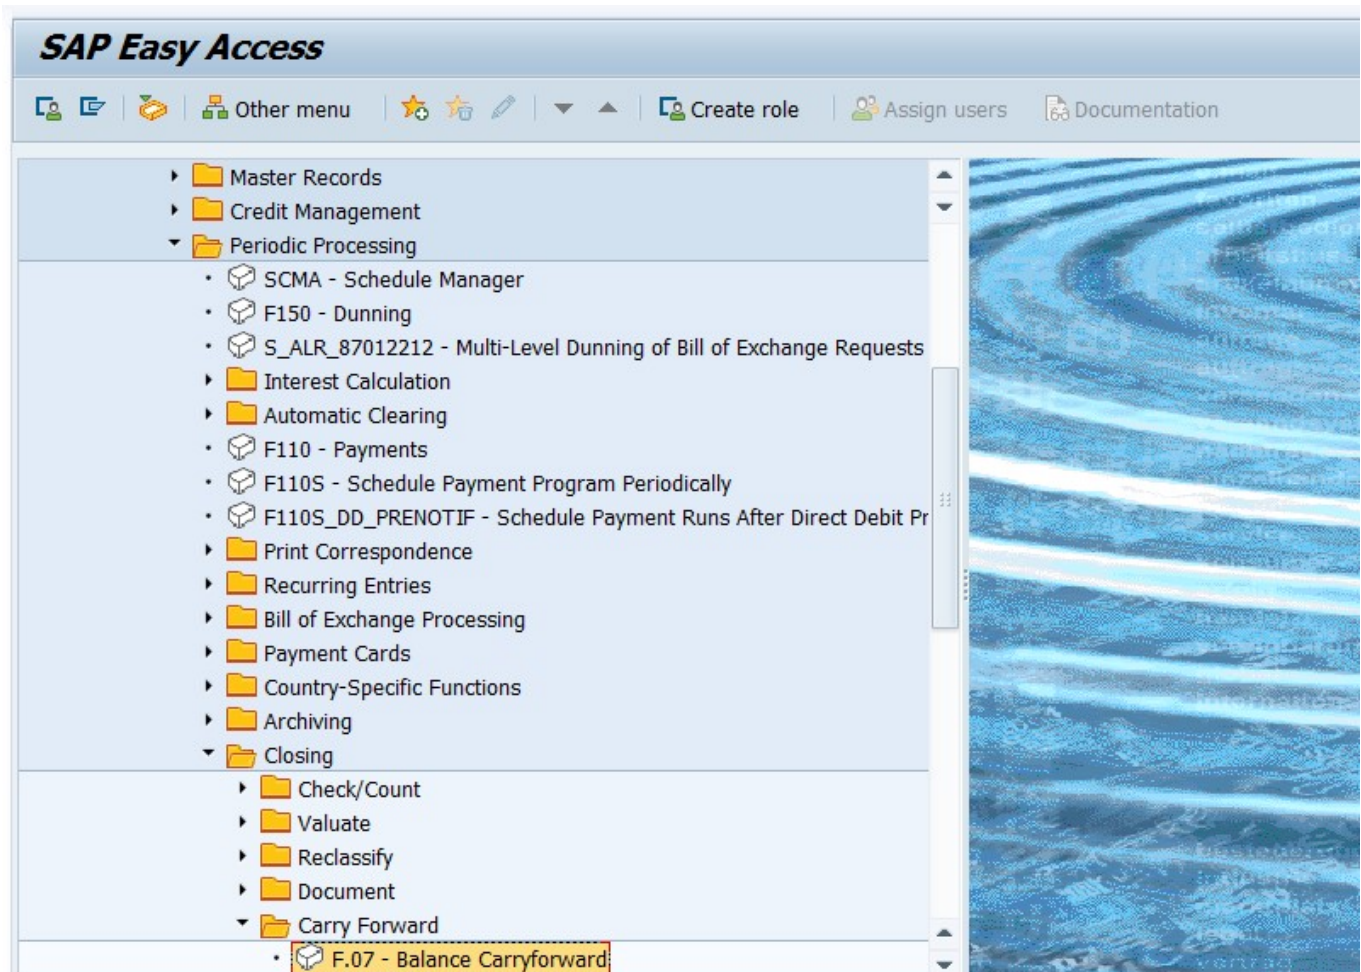 SAP Easy Access
Other menu Create role Assign users Documentation
Master Records
Credit Management
Periodic Processing
SCMA - Schedule Manager
F150 - Dunning
S_ALR_87012212 - Multi-Level Dunning of Bill of Exchange Requests
Interest Calculation
Automatic Clearing
F110 - Payments
F110S - Schedule Payment Program Periodically
F110S_DD_PRENOTIF - Schedule Payment Runs After Direct Debit Pr
Print Correspondence
Recurring Entries
Bill of Exchange Processing
Payment Cards
Country-Specific Functions
Archiving
Closing
Check/Count
Valuate
Reclassify
Document
Carry Forward
F.07 - Balance Carryforward